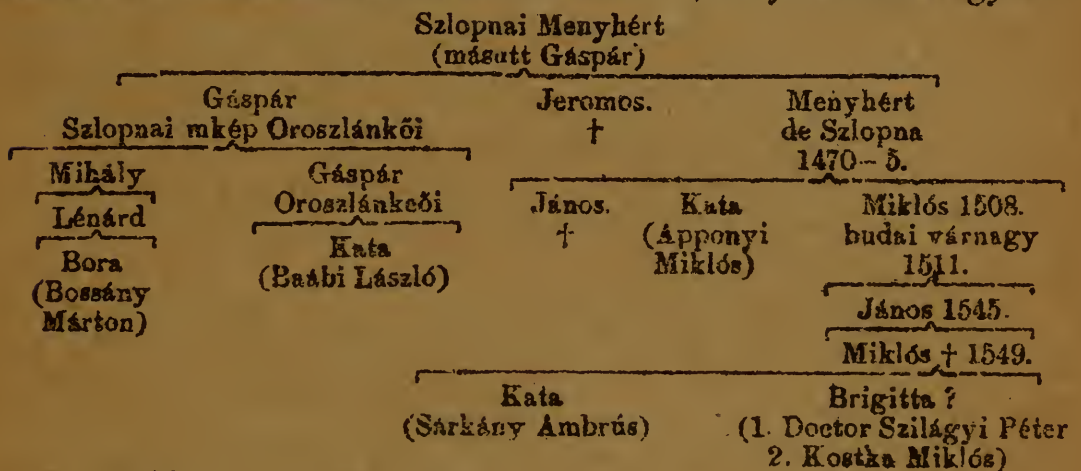 Szlopnai Menyhért
(másutt Gáspár)
Gáspár Jeromos. Menyhért
Szlopnai mkép Oroszlánkői † de Szlopna
1470–5.
Mihály Gáspár
Lénárd Oroszlánkeői János. Kata Miklós 1508.
Kata † (Apponyi budai várnagy
Bora (Baábi László) Miklós) 1511.
(Bossány
Márton) János 1545.
Miklós † 1549.
Kata Brigitta ?
(Sárkány Ambrús) (1. Doctor Szilágyi Péter
2. Kostka Miklós)